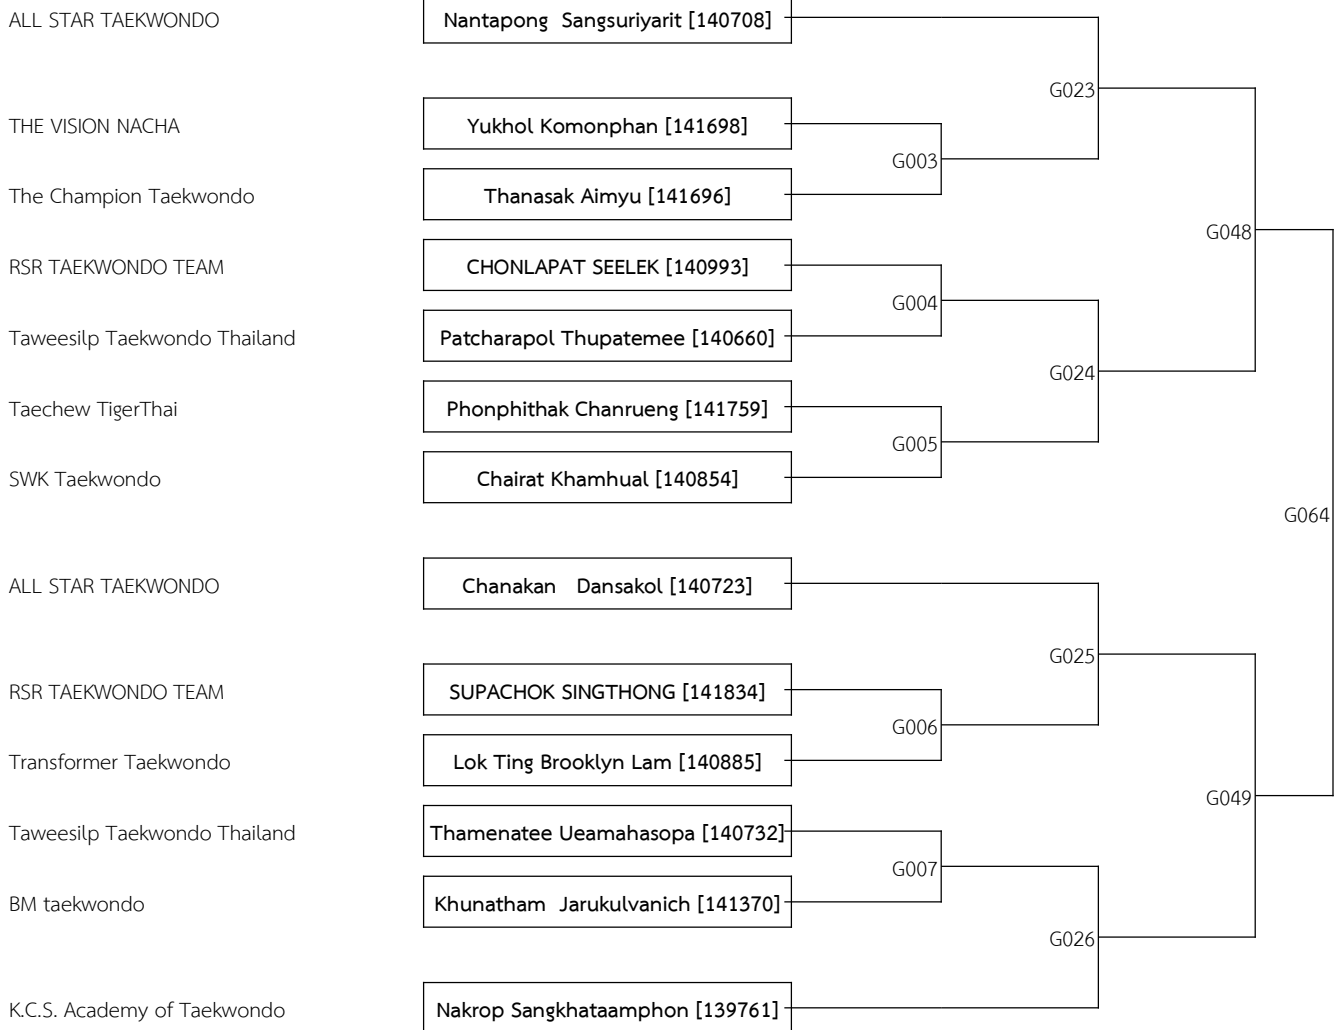 ALL STAR TAEKWONDO Nantapong Sangsuriyarit [140708]
G023
THE VISION NACHA Yukhol Komonphan [141698]
G003
The Champion Taekwondo Thanasak Aimyu [141696]
G048
RSR TAEKWONDO TEAM CHONLAPAT SEELEK [140993]
G004
Taweesilp Taekwondo Thailand Patcharapol Thupatemee [140660]
G024
Taechew TigerThai Phonphithak Chanrueng [141759]
G005
SWK Taekwondo Chairat Khamhual [140854]
G064
ALL STAR TAEKWONDO Chanakan Dansakol [140723]
G025
RSR TAEKWONDO TEAM SUPACHOK SINGTHONG [141834]
G006
Transformer Taekwondo Lok Ting Brooklyn Lam [140885]
G049
Taweesilp Taekwondo Thailand Thamenatee Ueamahasopa [140732]
G007
BM taekwondo Khunatham Jarukulvanich [141370]
G026
K.C.S. Academy of Taekwondo Nakrop Sangkhataamphon [139761]